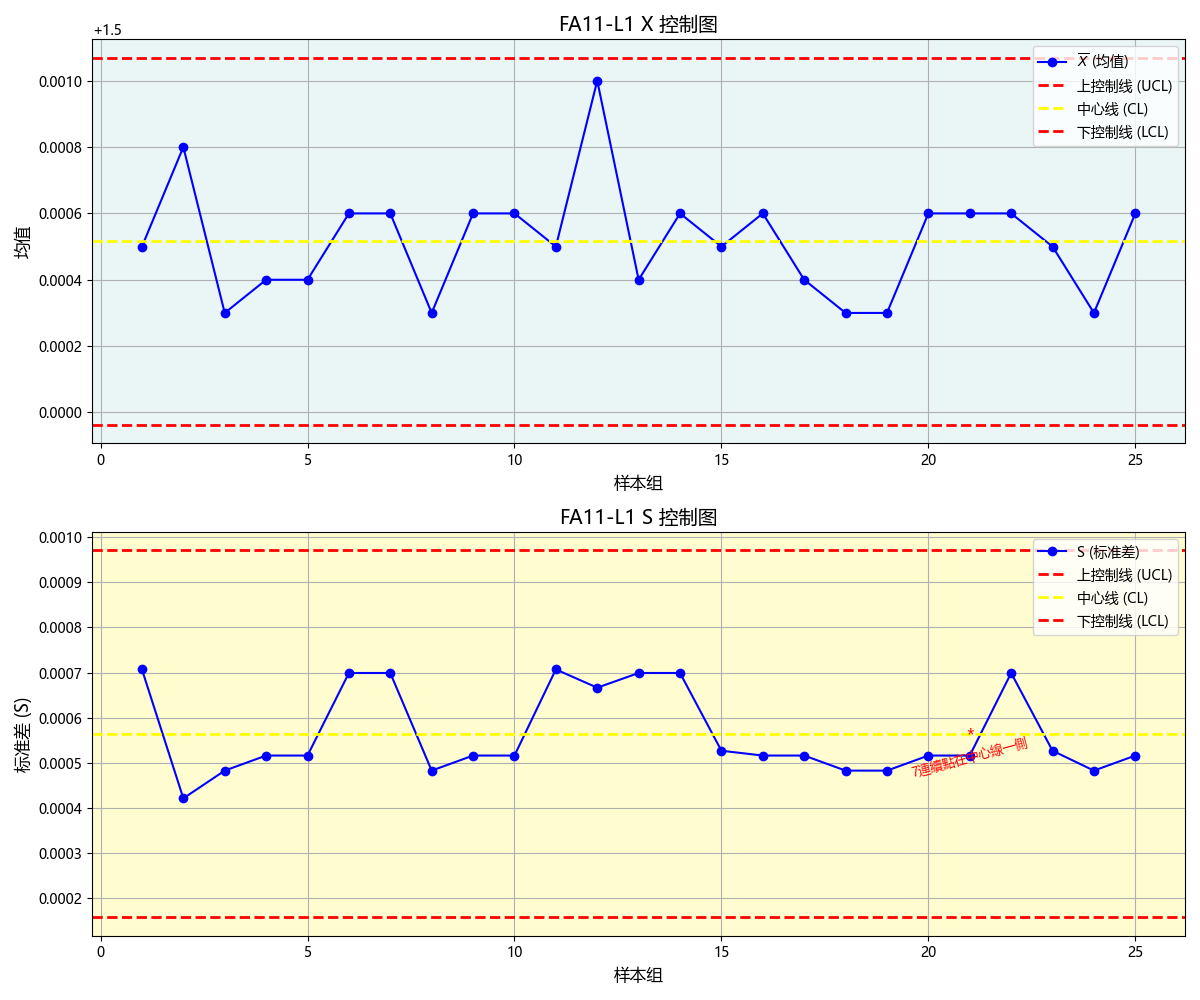 FA11-L1 X 控制图
+1.5
0.0010
0.0008
0.0006
0.0004
0.0002
0.0000
均值
X (均值)
上控制线 (UCL)
中心线 (CL)
下控制线 (LCL)
0 5 10 15 20 25
样本组
FA11-L1 S 控制图
0.0010
0.0009
0.0008
0.0007
0.0006
0.0005
0.0004
0.0003
0.0002
标准差 (S)
S (标准差)
上控制线 (UCL)
中心线 (CL)
下控制线 (LCL)
*
7連續點在中心線一側
0 5 10 15 20 25
样本组